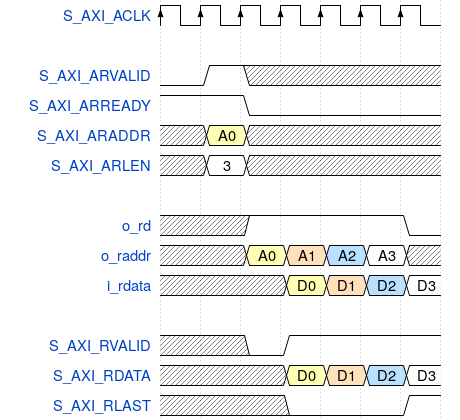 S_AXI_ACLK
S_AXI_ARVALID
S_AXI_ARREADY
S_AXI_ARADDR A0
S_AXI_ARLEN 3
o_rd
o_raddr A0 A1 A2 A3
i_rdata D0 D1 D2 D3
S_AXI_RVALID
S_AXI_RDATA D0 D1 D2 D3
S_AXI_RLAST